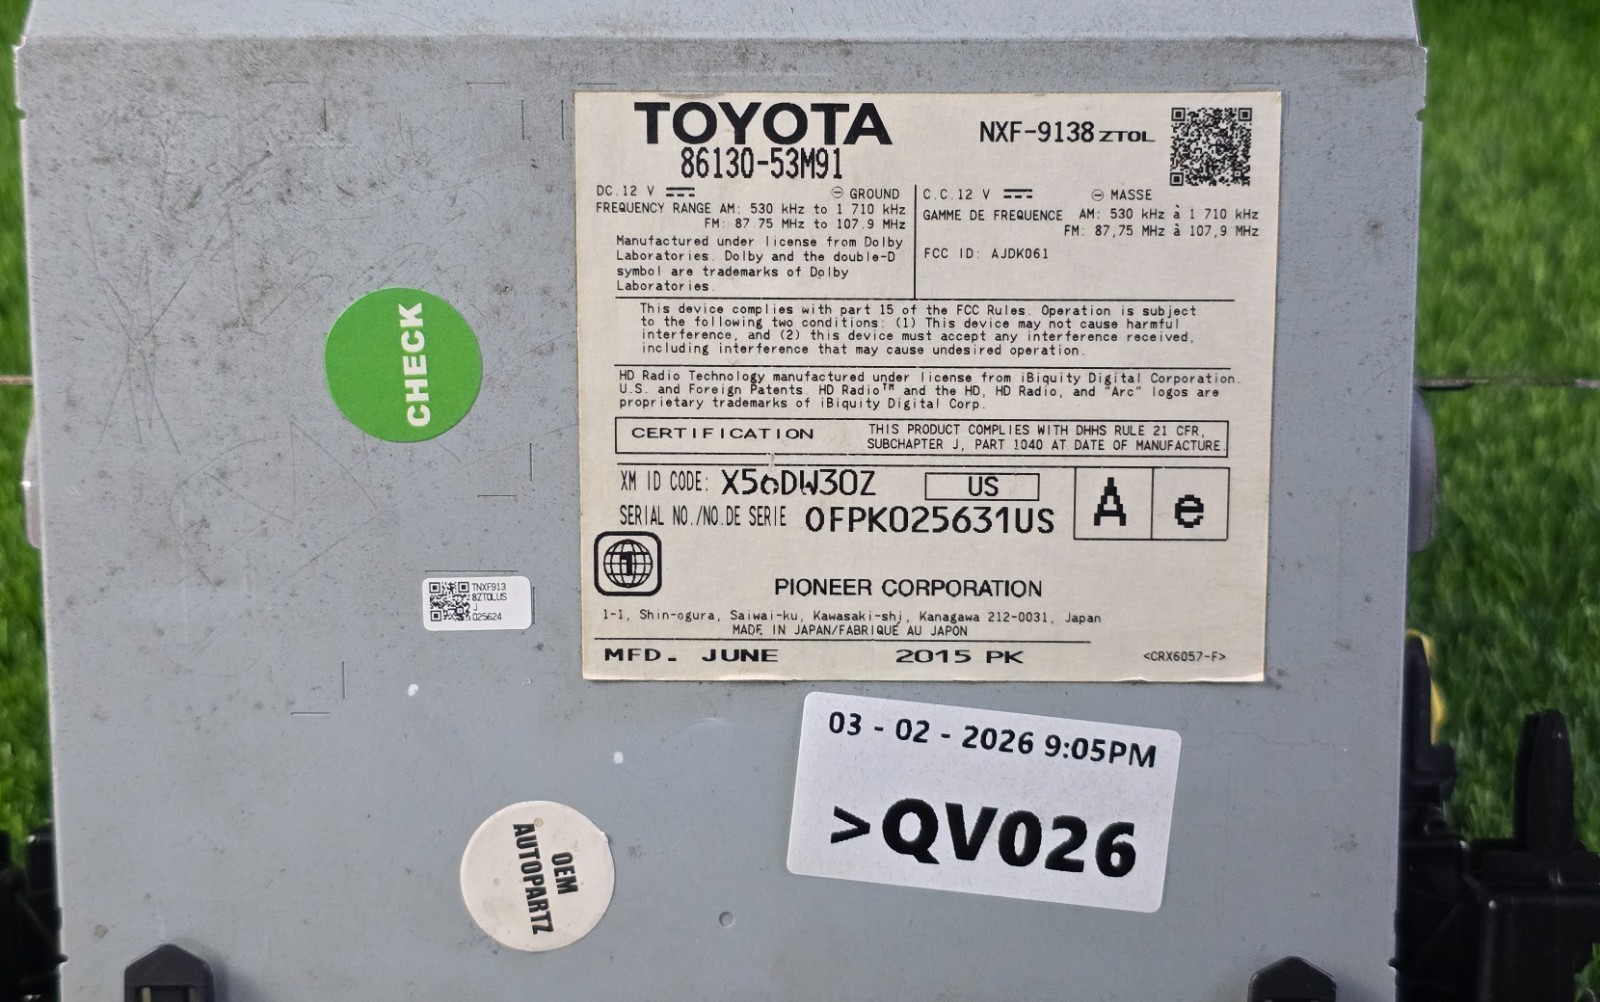 TOYOTA
86130-53M91
NXF-9138 ZTOL
DC.12 V ⎓ ⊖ GROUND
FREQUENCY RANGE AM: 530 kHz to 1 710 kHz
FM: 87 75 MHz to 107.9 MHz
Manufactured under license from Dolby
Laboratories. Dolby and the double-D
symbol are trademarks of Dolby
Laboratories.
C.C.12 V ⎓ ⊖ MASSE
GAMME DE FREQUENCE AM: 530 kHz à 1 710 kHz
FM: 87,75 MHz à 107,9 MHz
FCC ID: AJDK061
This device complies with part 15 of the FCC Rules. Operation is subject
to the following two conditions: (1) This device may not cause harmful
interference, and (2) this device must accept any interference received,
including interference that may cause undesired operation.
HD Radio Technology manufactured under license from iBiquity Digital Corporation.
U.S. and Foreign Patents. HD Radio™ and the HD, HD Radio, and "Arc" logos are
proprietary trademarks of iBiquity Digital Corp.
CERTIFICATION
THIS PRODUCT COMPLIES WITH DHHS RULE 21 CFR,
SUBCHAPTER J, PART 1040 AT DATE OF MANUFACTURE.
XM ID CODE: X56DW30Z US
SERIAL NO./NO.DE SERIE 0FPK025631US
A e
1
PIONEER CORPORATION
1-1, Shin-ogura, Saiwai-ku, Kawasaki-shi, Kanagawa 212-0031, Japan
MADE IN JAPAN/FABRIQUÉ AU JAPON
MFD. JUNE 2015 PK <CRX6057-F>
CHECK
TNXF913
8ZTOLUS
J
025624
03 - 02 - 2026 9:05PM
>QV026
OEM
AUTOPARTZ